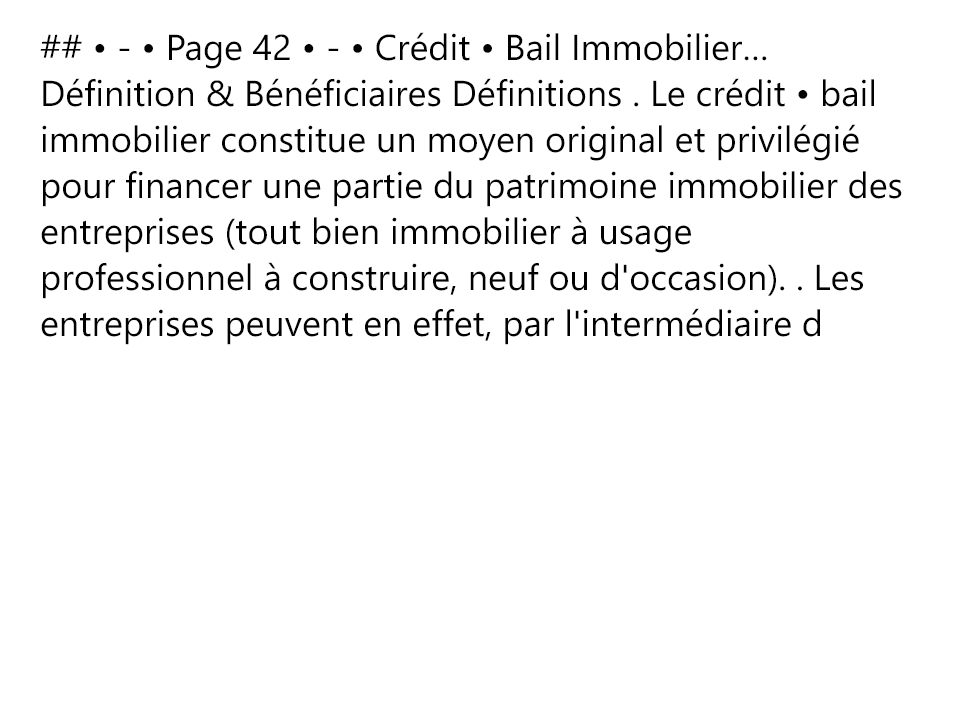 ## • - • Page 42 • - • Crédit • Bail Immobilier...
Définition & Bénéficiaires Définitions . Le crédit • bail
immobilier constitue un moyen original et privilégié
pour financer une partie du patrimoine immobilier des
entreprises (tout bien immobilier à usage
professionnel à construire, neuf ou d'occasion). . Les
entreprises peuvent en effet, par l'intermédiaire d